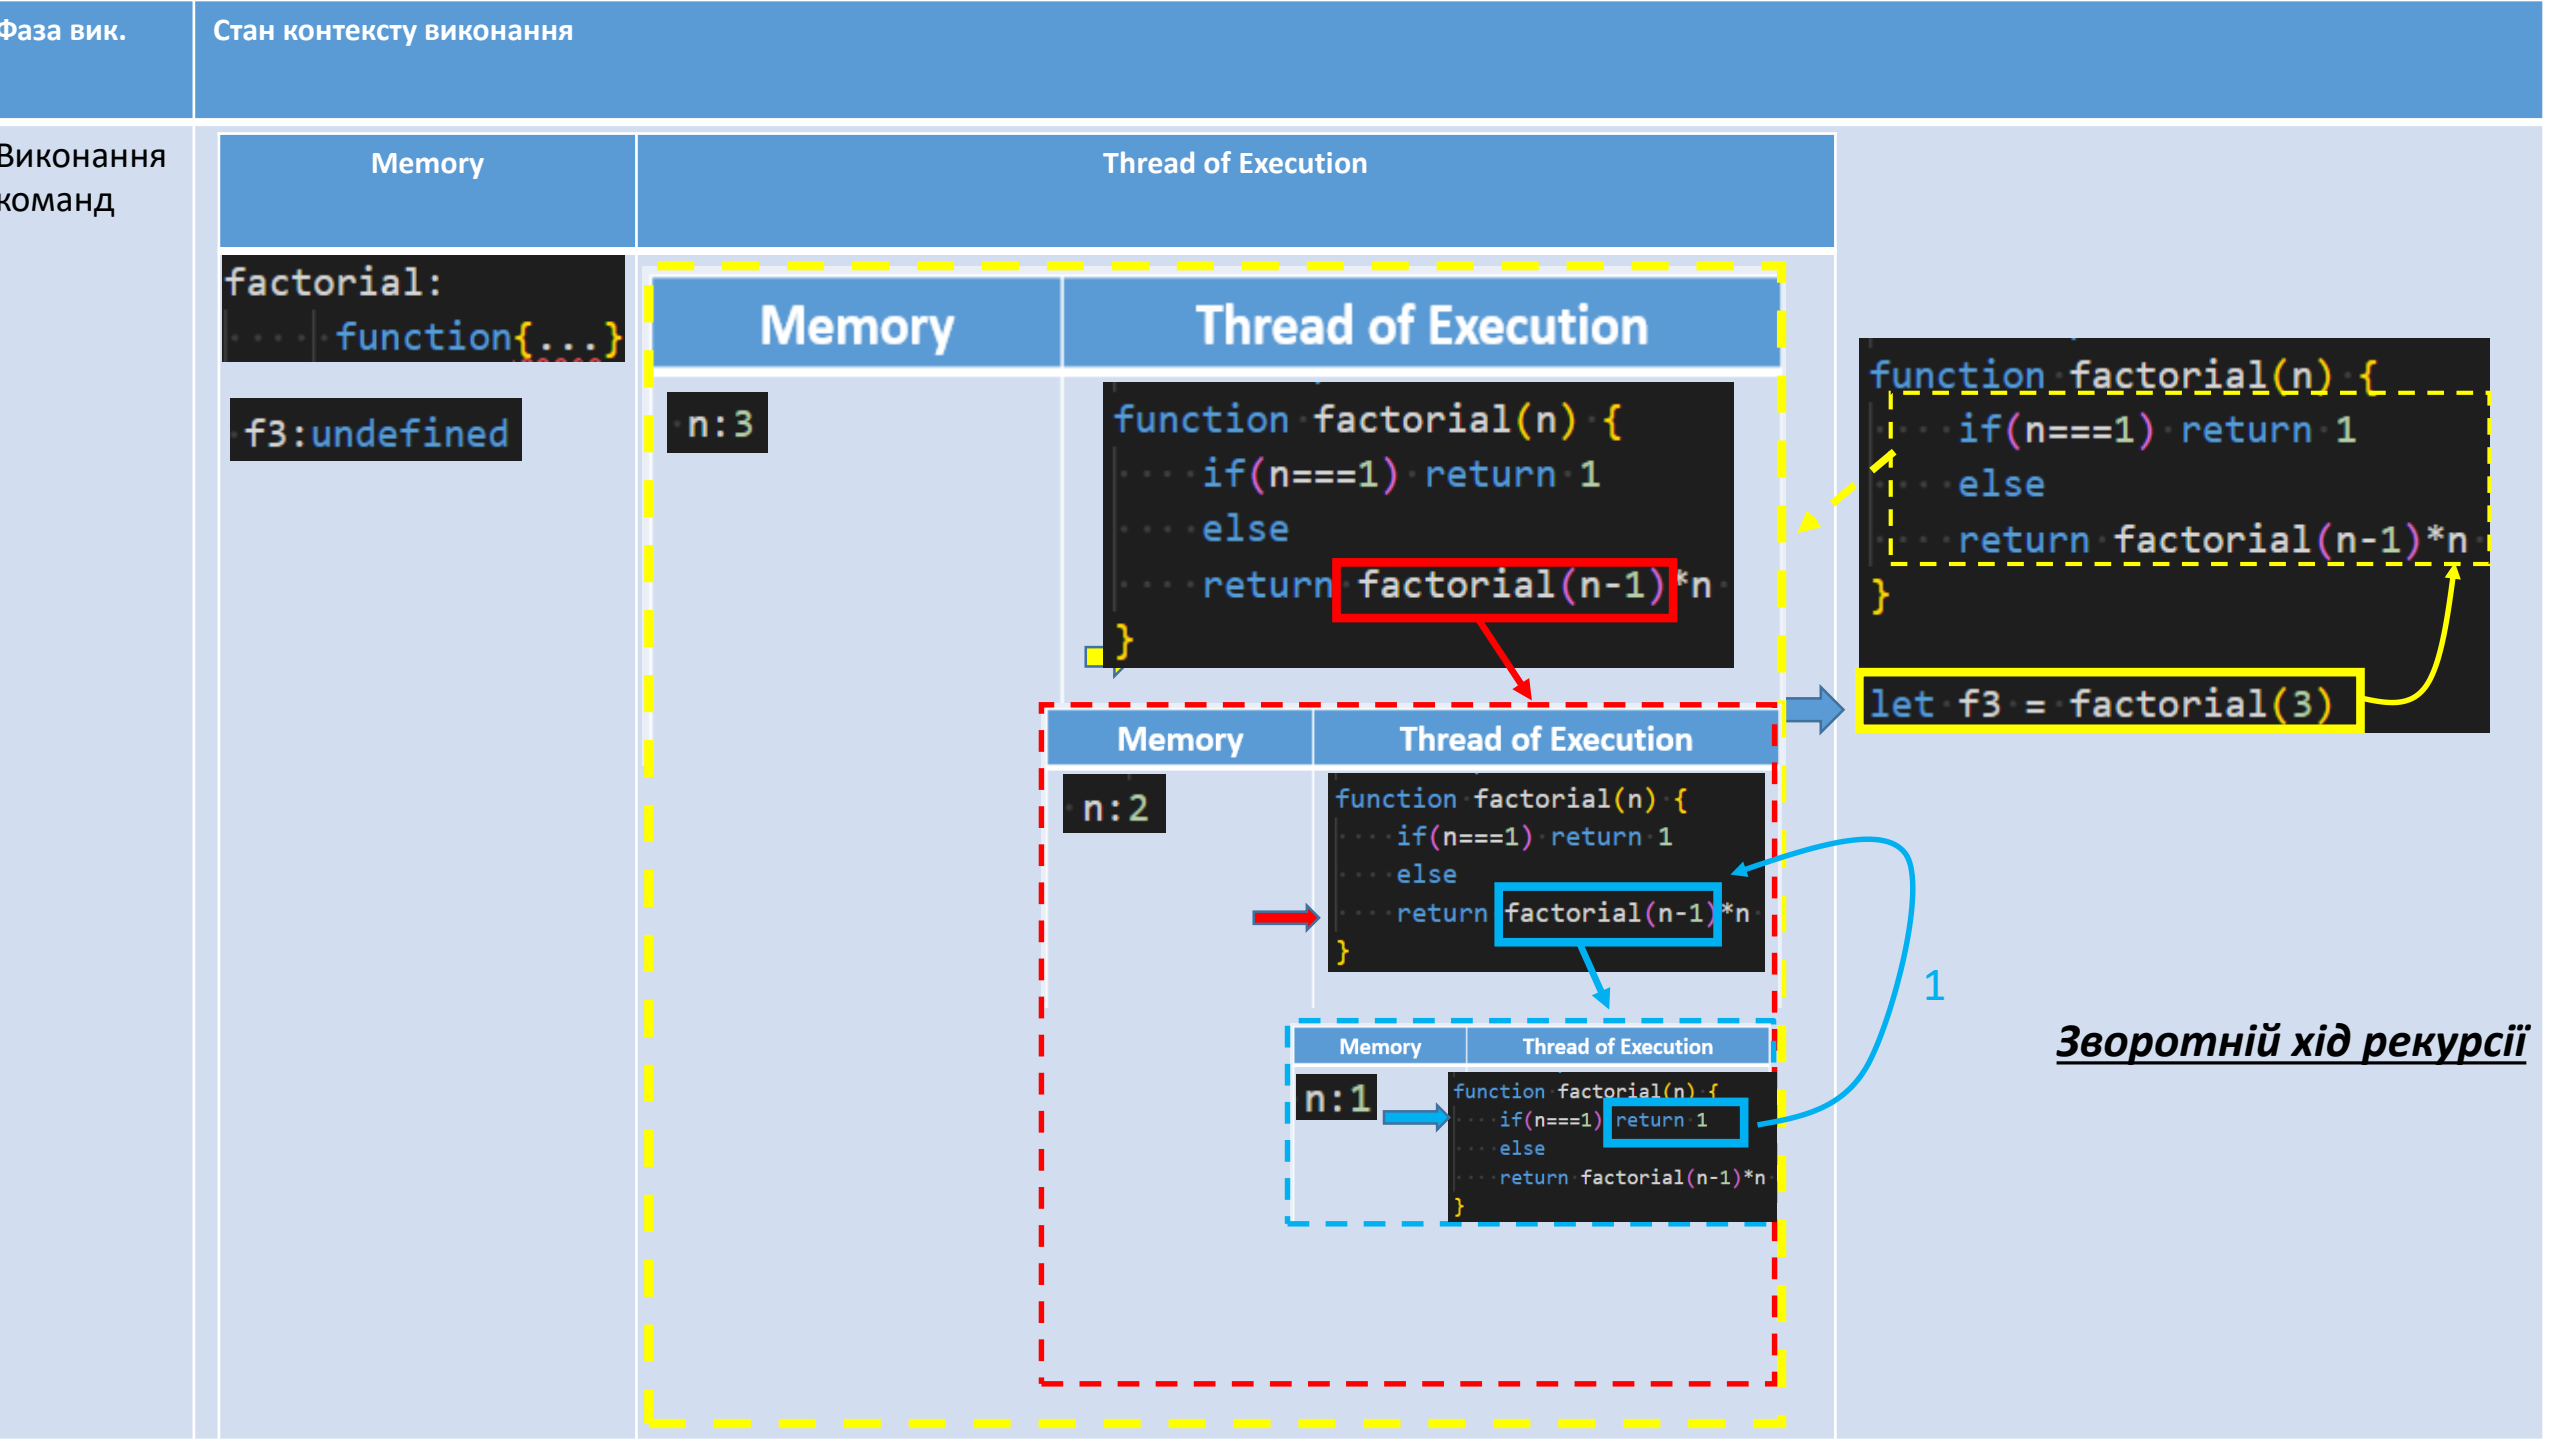 Фаза вик.
Стан контексту виконання
Виконання
команд
Memory
Thread of Execution
factorial:
function{...}
f3:undefined
Memory
Thread of Execution
n:3
function factorial(n) {
if(n===1) return 1
else
return factorial(n-1)*n
}
Memory
Thread of Execution
n:2
function factorial(n) {
if(n===1) return 1
else
return factorial(n-1)*n
}
Memory
Thread of Execution
n:1
function factorial(n) {
if(n===1) return 1
else
return factorial(n-1)*n
}
function factorial(n) {
if(n===1) return 1
else
return factorial(n-1)*n
}
let f3 = factorial(3)
1
Зворотній хід рекурсії